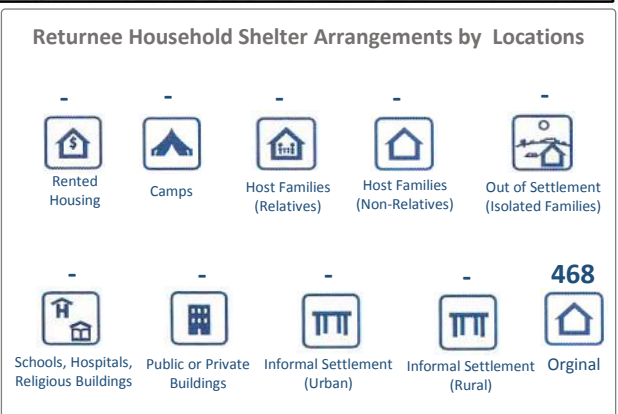 Returnee Household Shelter Arrangements by Locations
- - - - -
Rented
Housing
Camps
Host Families
(Relatives)
Host Families
(Non-Relatives)
Out of Settlement
(Isolated Families)
- - - - 468
Schools, Hospitals,
Religious Buildings
Public or Private
Buildings
Informal Settlement
(Urban)
Informal Settlement
(Rural)
Orginal